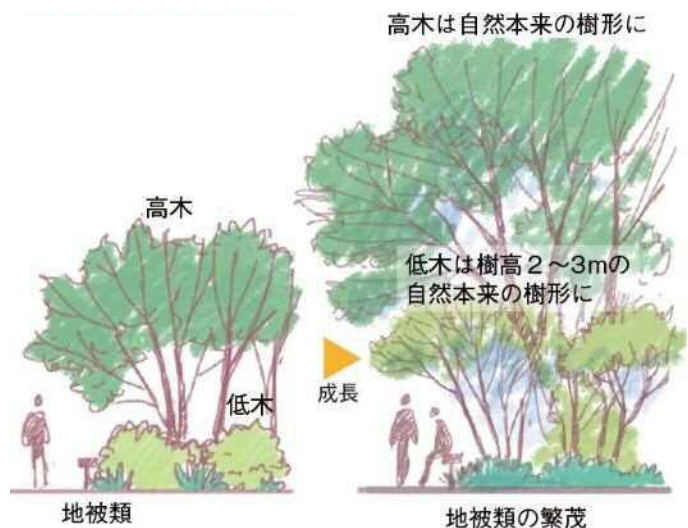 高木は自然本来の樹形に
高木
低木は樹高2〜3mの
自然本来の樹形に
低木
成長
地被類
地被類の繁茂